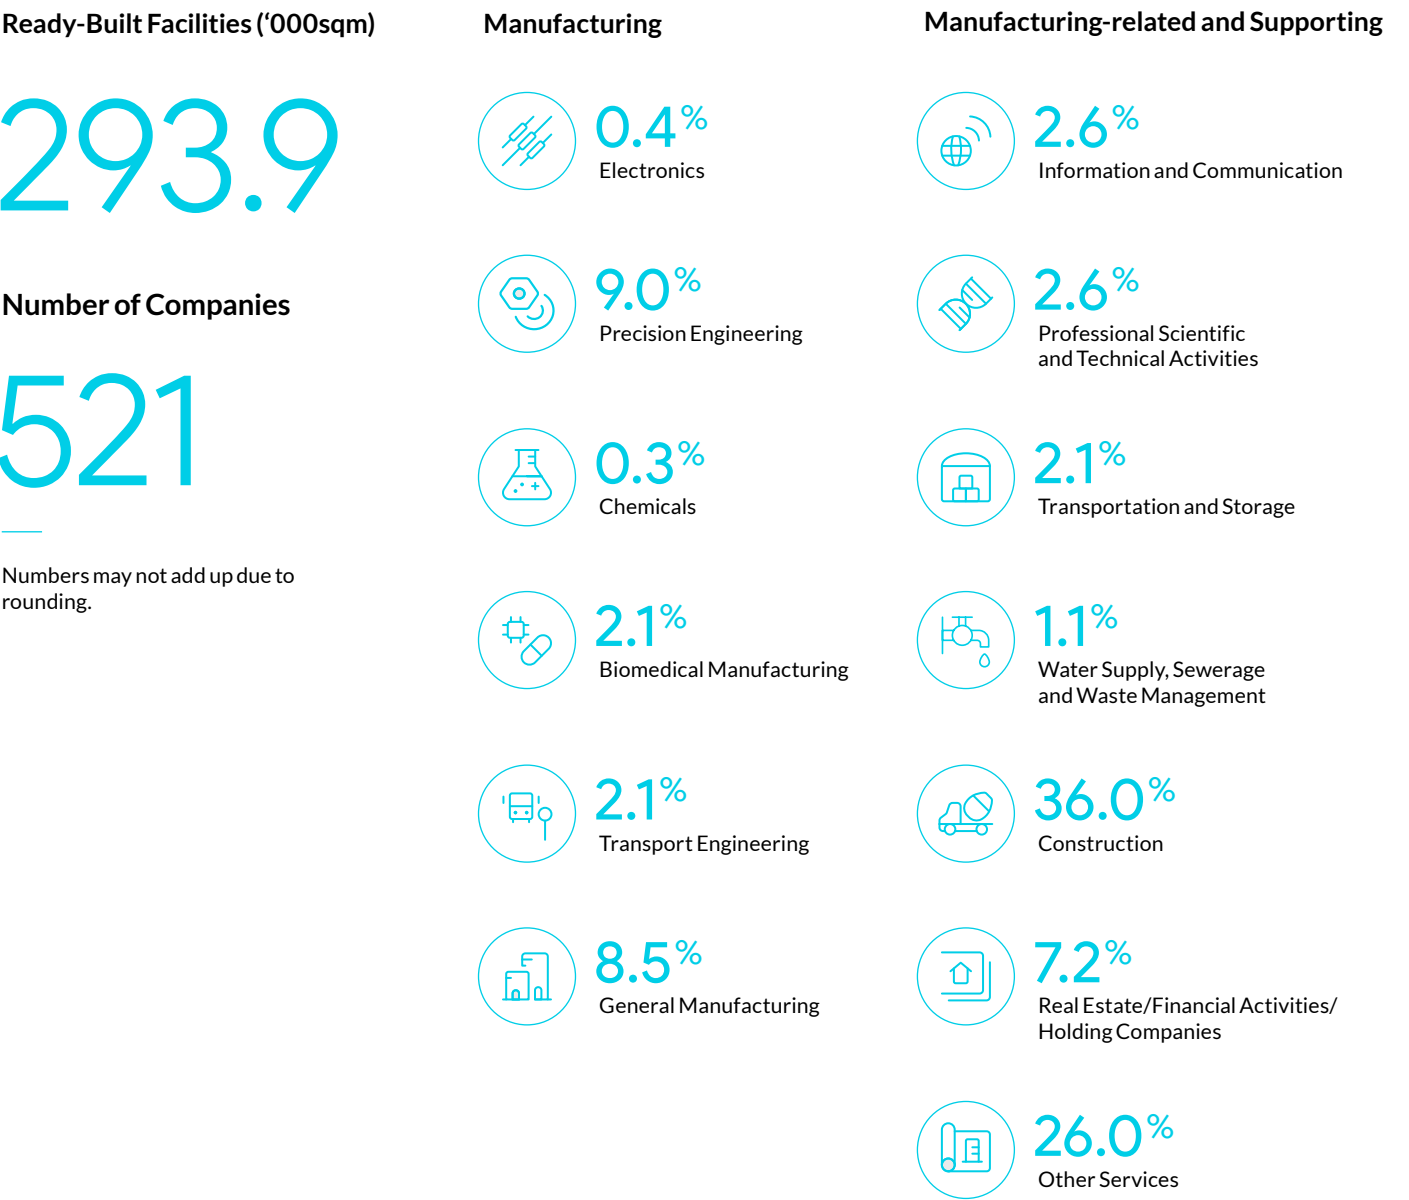 Ready-Built Facilities (‘000sqm)
293.9
Number of Companies
521
Numbers may not add up due to
rounding.
Manufacturing
0.4%
Electronics
9.0%
Precision Engineering
0.3%
Chemicals
2.1%
Biomedical Manufacturing
2.1%
Transport Engineering
8.5%
General Manufacturing
Manufacturing-related and Supporting
2.6%
Information and Communication
2.6%
Professional Scientific
and Technical Activities
2.1%
Transportation and Storage
1.1%
Water Supply, Sewerage
and Waste Management
36.0%
Construction
7.2%
Real Estate/Financial Activities/
Holding Companies
26.0%
Other Services